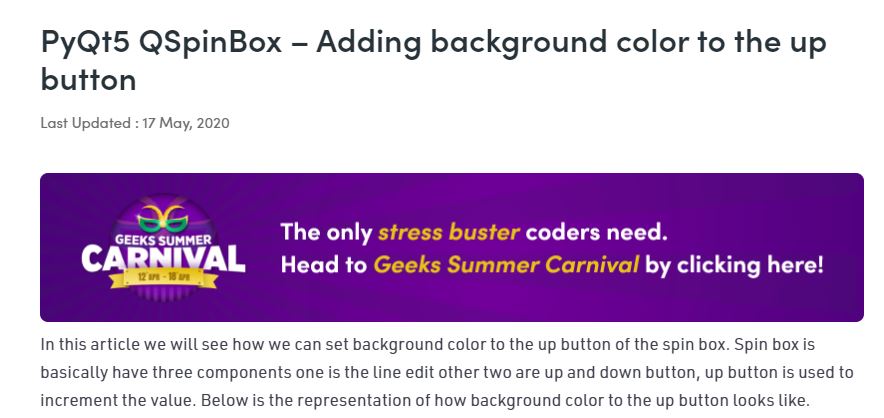 PyQt5 QSpinBox – Adding background color to the up
button
Last Updated : 17 May, 2020
GEEKS SUMMER
CARNIVAL
12 APR - 18 APR
The only stress buster coders need.
Head to Geeks Summer Carnival by clicking here!
In this article we will see how we can set background color to the up button of the spin box. Spin box is
basically have three components one is the line edit other two are up and down button, up button is used to
increment the value. Below is the representation of how background color to the up button looks like.